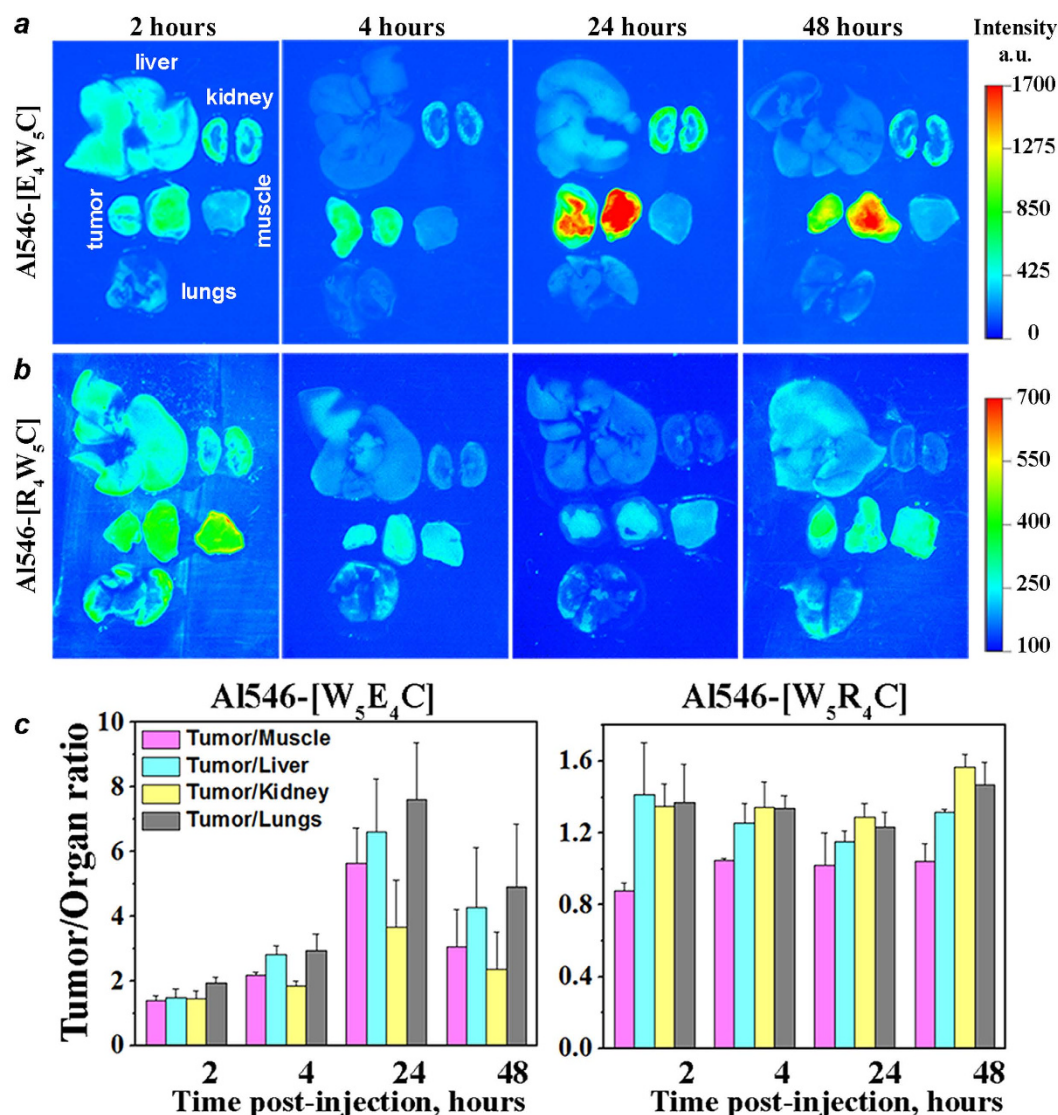 a
2 hours
4 hours
24 hours
48 hours
Intensity
a.u.
Al546-[E₄W₅C]
liver
kidney
tumor
muscle
lungs
1700
1275
850
425
0
b
Al546-[R₄W₅C]
700
550
400
250
100
c
Al546-[W₅E₄C]
Al546-[W₅R₄C]
Tumor/Organ ratio
10
8
6
4
2
0
Tumor/Muscle
Tumor/Liver
Tumor/Kidney
Tumor/Lungs
2
4
24
48
Time post-injection, hours
1.6
1.2
0.8
0.4
0.0
2
4
24
48
Time post-injection, hours